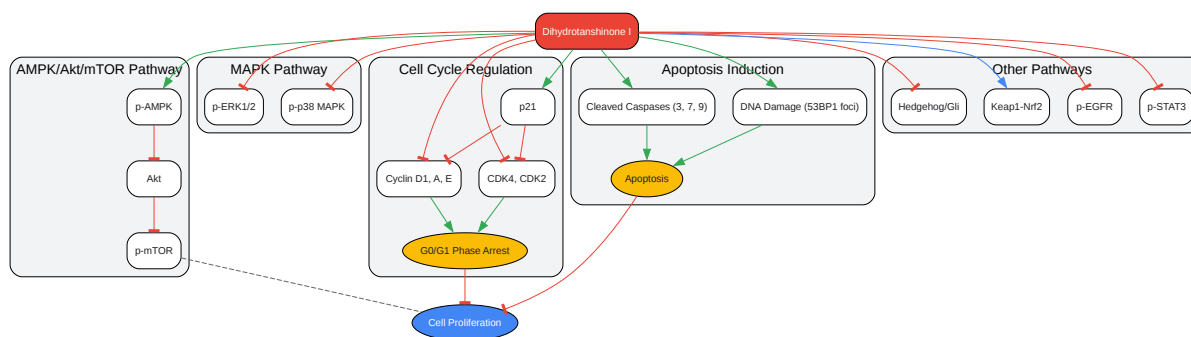 Dihydrotanshinone I
AMPK/Akt/mTOR Pathway
MAPK Pathway
Cell Cycle Regulation
Apoptosis Induction
Other Pathways
p-AMPK
p-ERK1/2
p-p38 MAPK
p21
Cleaved Caspases (3, 7, 9)
DNA Damage (53BP1 foci)
Hedgehog/Gli
Keap1-Nrf2
p-EGFR
p-STAT3
Akt
Cyclin D1, A, E
CDK4, CDK2
Apoptosis
p-mTOR
G0/G1 Phase Arrest
Cell Proliferation